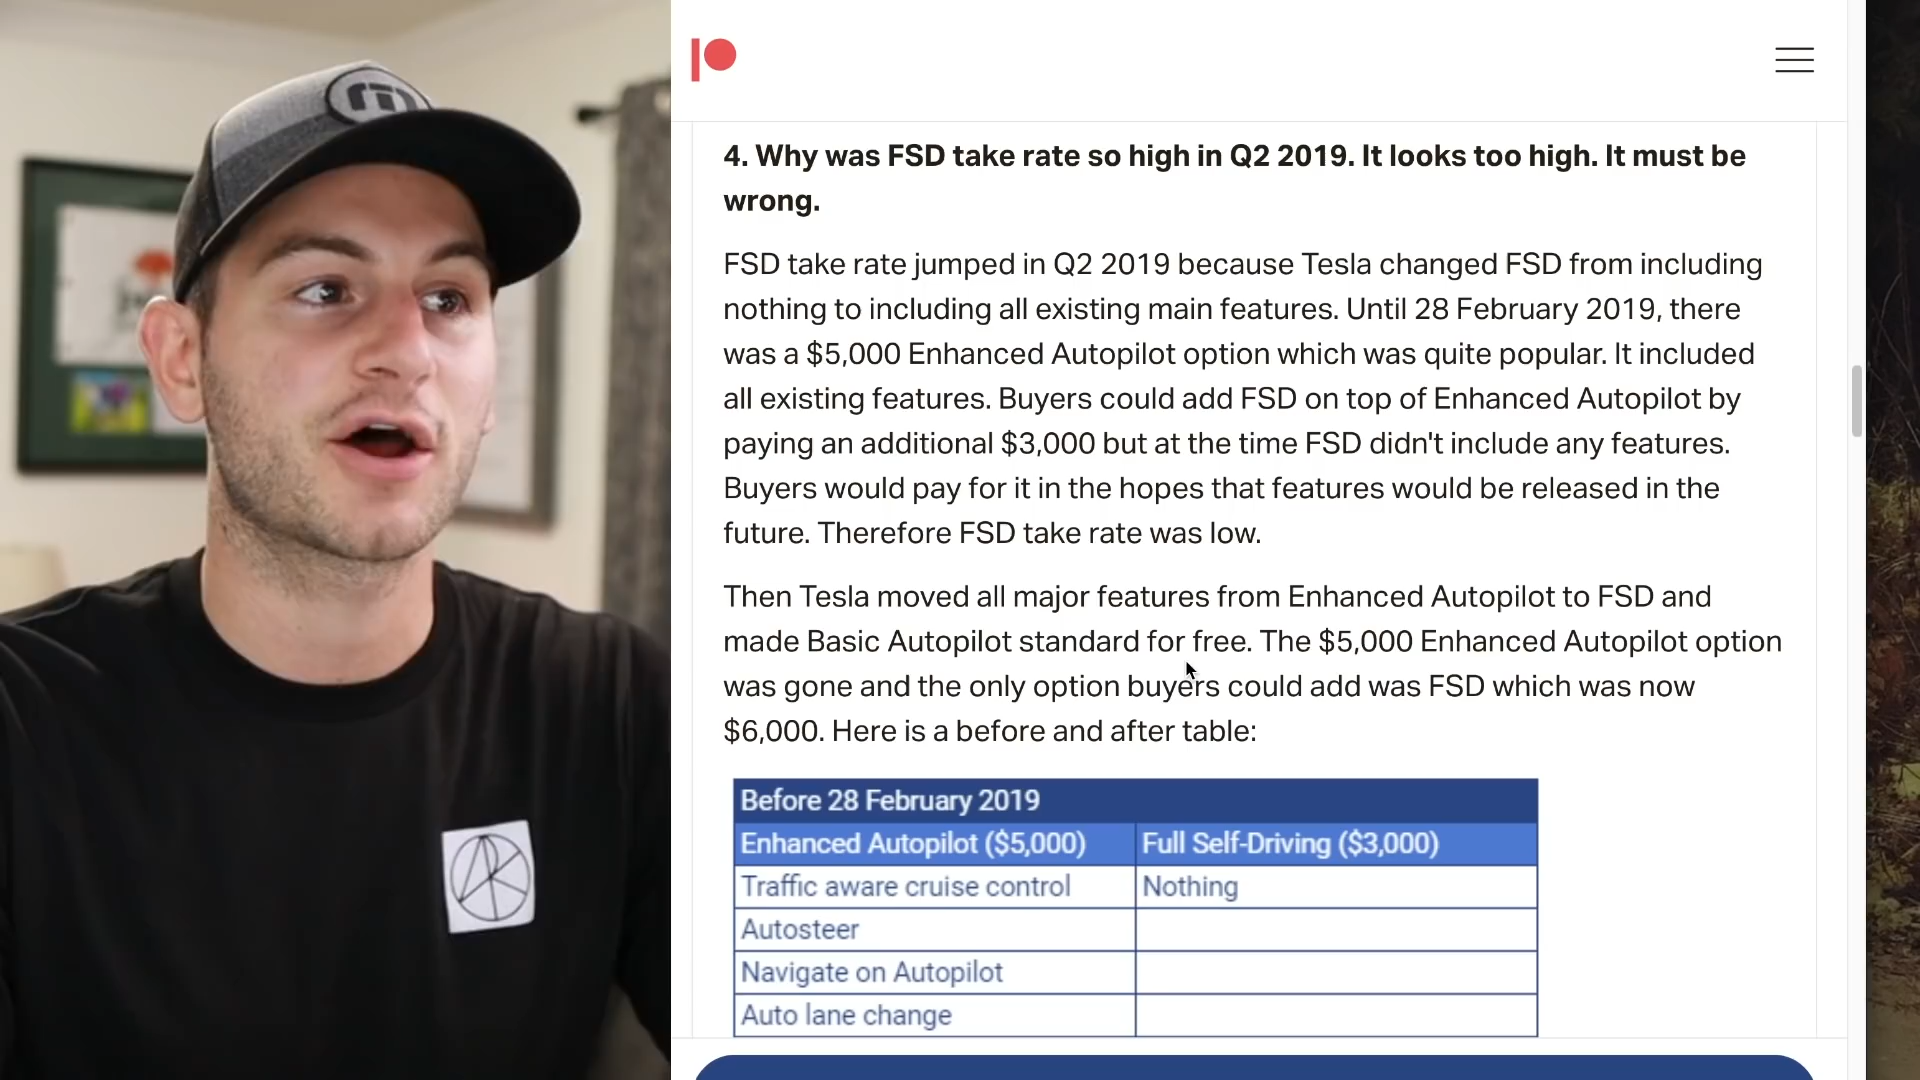 4. Why was FSD take rate so high in Q2 2019. It looks too high. It must be
wrong.
FSD take rate jumped in Q2 2019 because Tesla changed FSD from including
nothing to including all existing main features. Until 28 February 2019, there
was a $5,000 Enhanced Autopilot option which was quite popular. It included
all existing features. Buyers could add FSD on top of Enhanced Autopilot by
paying an additional $3,000 but at the time FSD didn't include any features.
Buyers would pay for it in the hopes that features would be released in the
future. Therefore FSD take rate was low.
Then Tesla moved all major features from Enhanced Autopilot to FSD and
made Basic Autopilot standard for free. The $5,000 Enhanced Autopilot option
was gone and the only option buyers could add was FSD which was now
$6,000. Here is a before and after table:
Before 28 February 2019
Enhanced Autopilot ($5,000) Full Self-Driving ($3,000)
Traffic aware cruise control Nothing
Autosteer
Navigate on Autopilot
Auto lane change